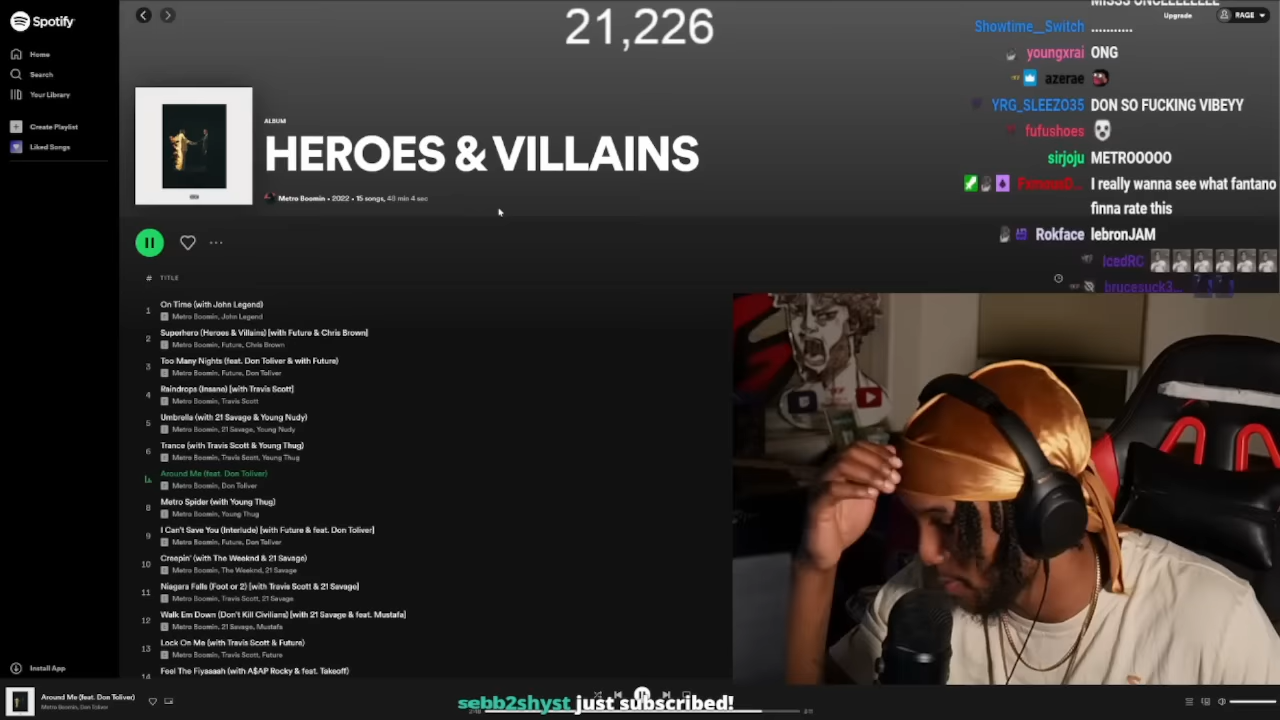 Spotify
Home
Search
Your Library
Create Playlist
Liked Songs
Install App
21,226
Upgrade
RAGE
ALBUM
HEROES & VILLAINS
Metro Boomin • 2022 • 15 songs, 48 min 4 sec
# TITLE
1 On Time (with John Legend)
E Metro Boomin, John Legend
2 Superhero (Heroes & Villains) [with Future & Chris Brown]
E Metro Boomin, Future, Chris Brown
3 Too Many Nights (feat. Don Toliver & with Future)
E Metro Boomin, Future, Don Toliver
4 Raindrops (Insane) [with Travis Scott]
E Metro Boomin, Travis Scott
5 Umbrella (with 21 Savage & Young Nudy)
E Metro Boomin, 21 Savage, Young Nudy
6 Trance (with Travis Scott & Young Thug)
E Metro Boomin, Travis Scott, Young Thug
Around Me (feat. Don Toliver)
E Metro Boomin, Don Toliver
8 Metro Spider (with Young Thug)
E Metro Boomin, Young Thug
9 I Can't Save You (Interlude) [with Future & feat. Don Toliver]
E Metro Boomin, Future, Don Toliver
10 Creepin' (with The Weeknd & 21 Savage)
E Metro Boomin, The Weeknd, 21 Savage
11 Niagara Falls (Foot or 2) [with Travis Scott & 21 Savage]
E Metro Boomin, Travis Scott, 21 Savage
12 Walk Em Down (Don't Kill Civilians) [with 21 Savage & feat. Mustafa]
E Metro Boomin, 21 Savage, Mustafa
13 Lock On Me (with Travis Scott & Future)
E Metro Boomin, Travis Scott, Future
Feel The Fiyaaaah (with A$AP Rocky & feat. Takeoff)
Showtime__Switch ...........
youngxrai ONG
azerae
YRG_SLEEZO35 DON SO FUCKING VIBEYY
fufushoes
sirjoju METROOOOO
FxmousD... I really wanna see what fantano
finna rate this
Rokface lebronJAM
IcedRC
brucesuck3...
Around Me (feat. Don Toliver)
Metro Boomin, Don Toliver
sebb2shyst just subscribed!